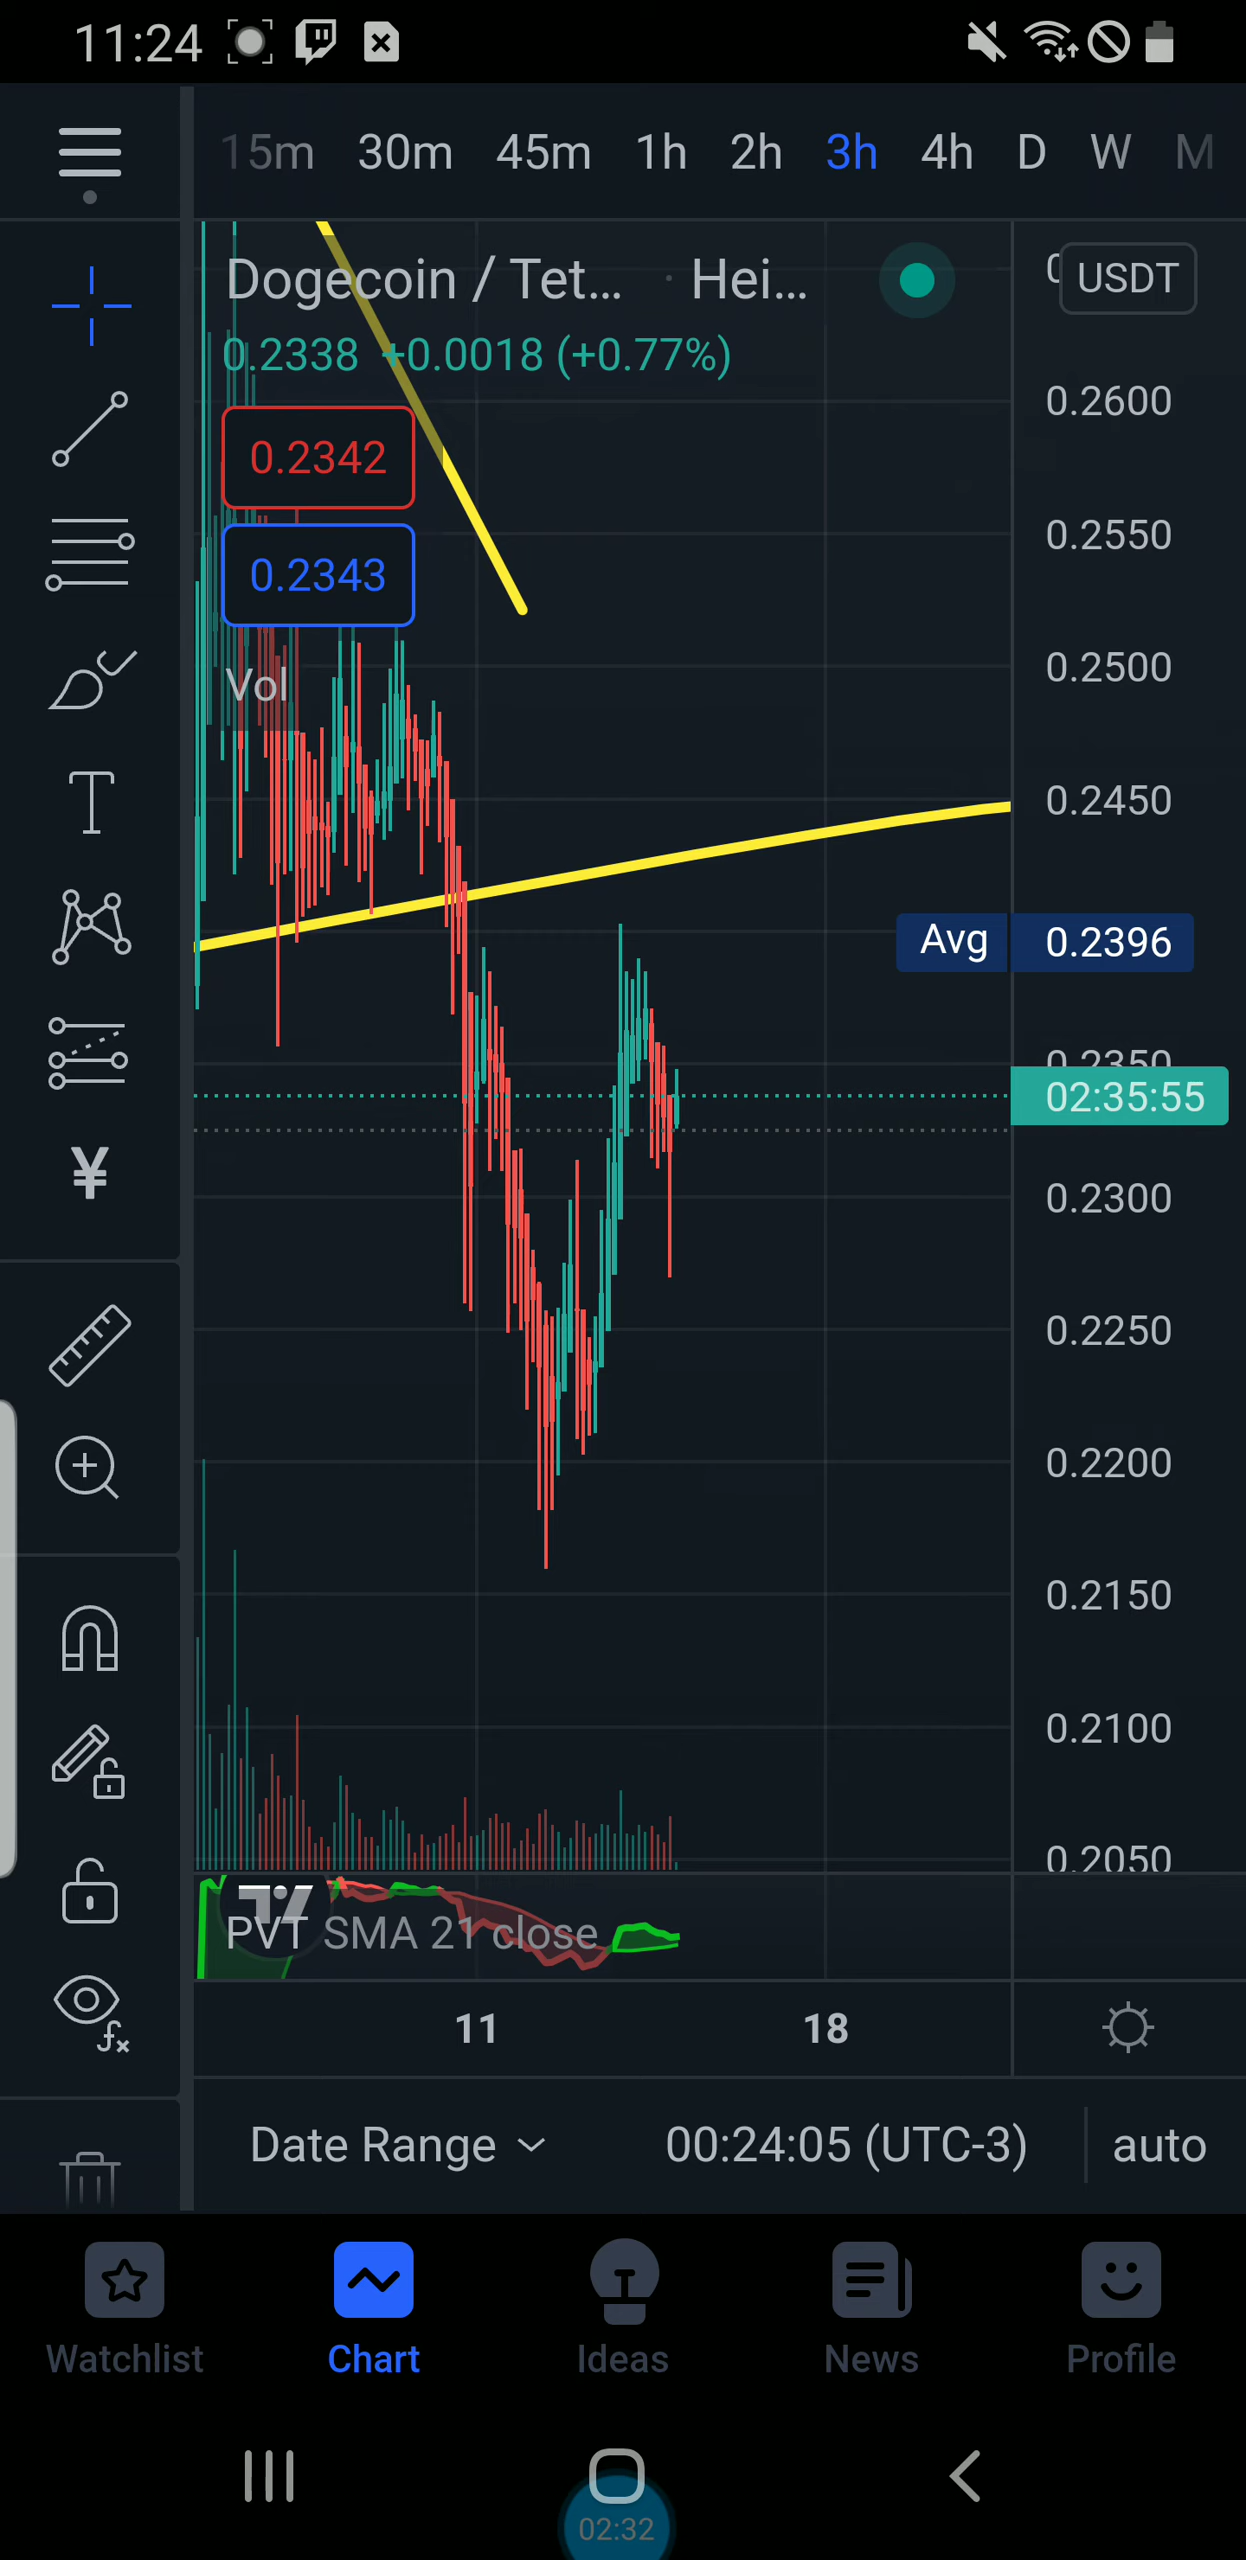 11:24
15m 30m 45m 1h 2h 3h 4h D W M
Dogecoin / Tet... · Hei...
USDT
0.2338 +0.0018 (+0.77%)
0.2342
0.2343
Vol
0.2600
0.2550
0.2500
0.2450
Avg 0.2396
0.2350
02:35:55
0.2300
0.2250
0.2200
0.2150
0.2100
0.2050
PVT SMA 21 close
11 18
Date Range 00:24:05 (UTC-3) auto
Watchlist Chart Ideas News Profile
02:32